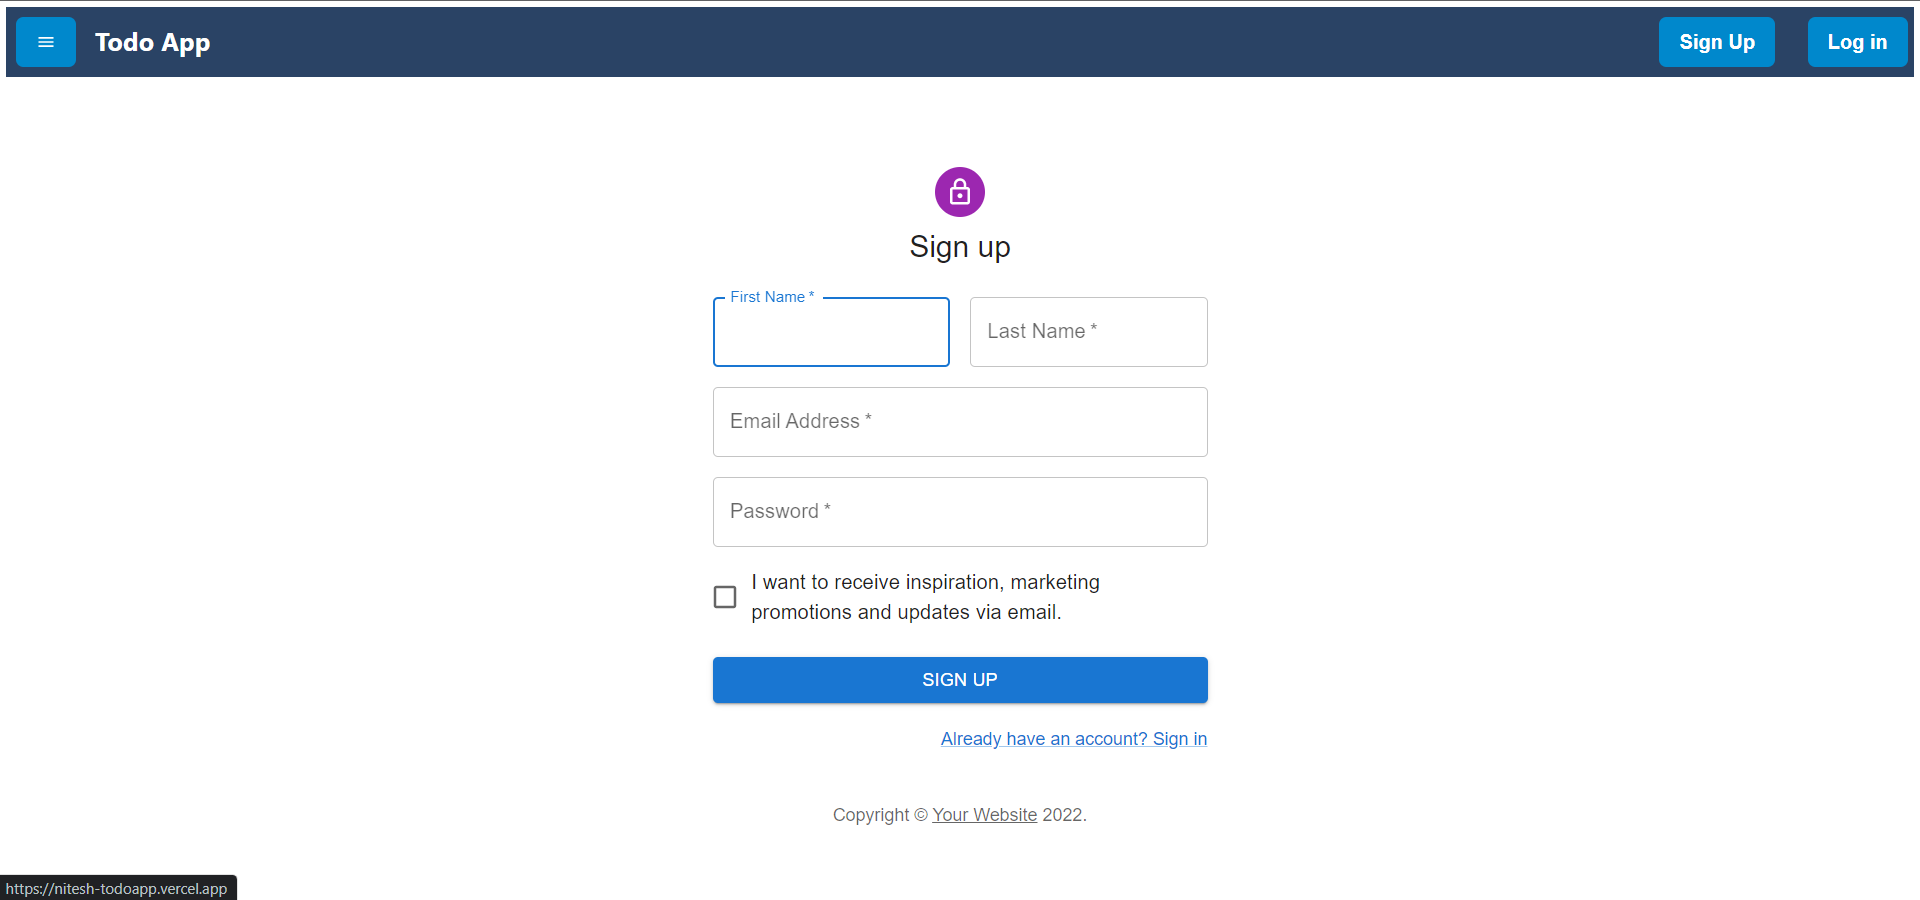 Todo App
Sign Up
Log in
Sign up
First Name *
Last Name *
Email Address *
Password *
I want to receive inspiration, marketing
promotions and updates via email.
SIGN UP
Already have an account? Sign in
Copyright © Your Website 2022.
https://nitesh-todoapp.vercel.app